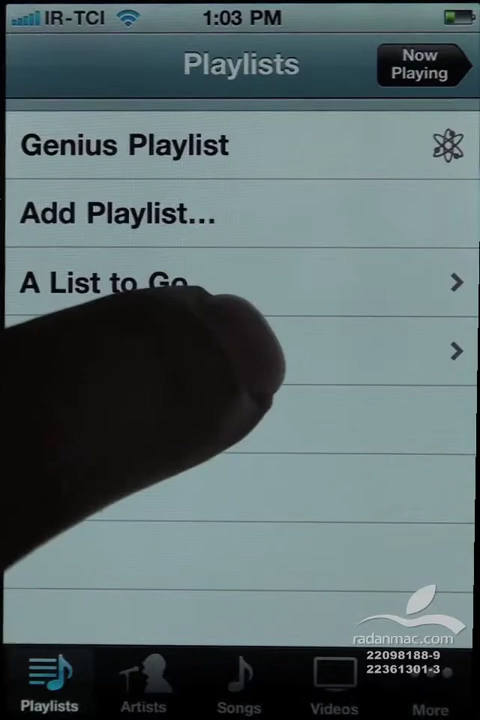 IR-TCI
1:03 PM
Playlists
Now
Playing
Genius Playlist
Add Playlist...
A List to Go
radanmac.com
22098188-9
22361301-3
Playlists
Artists
Songs
Videos
More